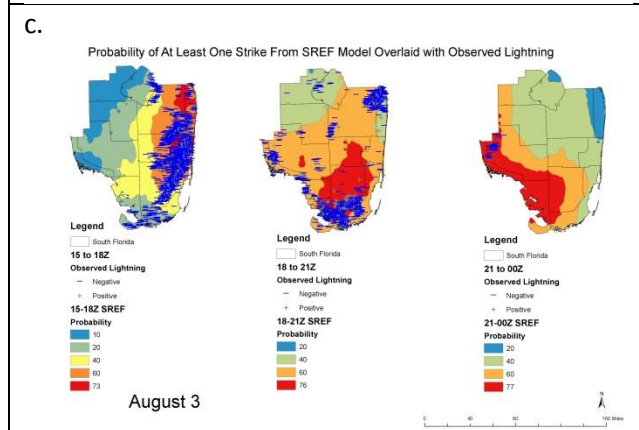 c.
Probability of At Least One Strike From SREF Model Overlaid with Observed Lightning
Legend
South Florida
15 to 18Z
Observed Lightning
− Negative
+ Positive
15-18Z SREF
Probability
10
20
40
60
73
Legend
South Florida
18 to 21Z
Observed Lightning
− Negative
+ Positive
18-21Z SREF
Probability
20
40
60
76
Legend
South Florida
21 to 00Z
Observed Lightning
− Negative
+ Positive
21-00Z SREF
Probability
20
40
60
77
August 3
N
0 40 80 160 Miles